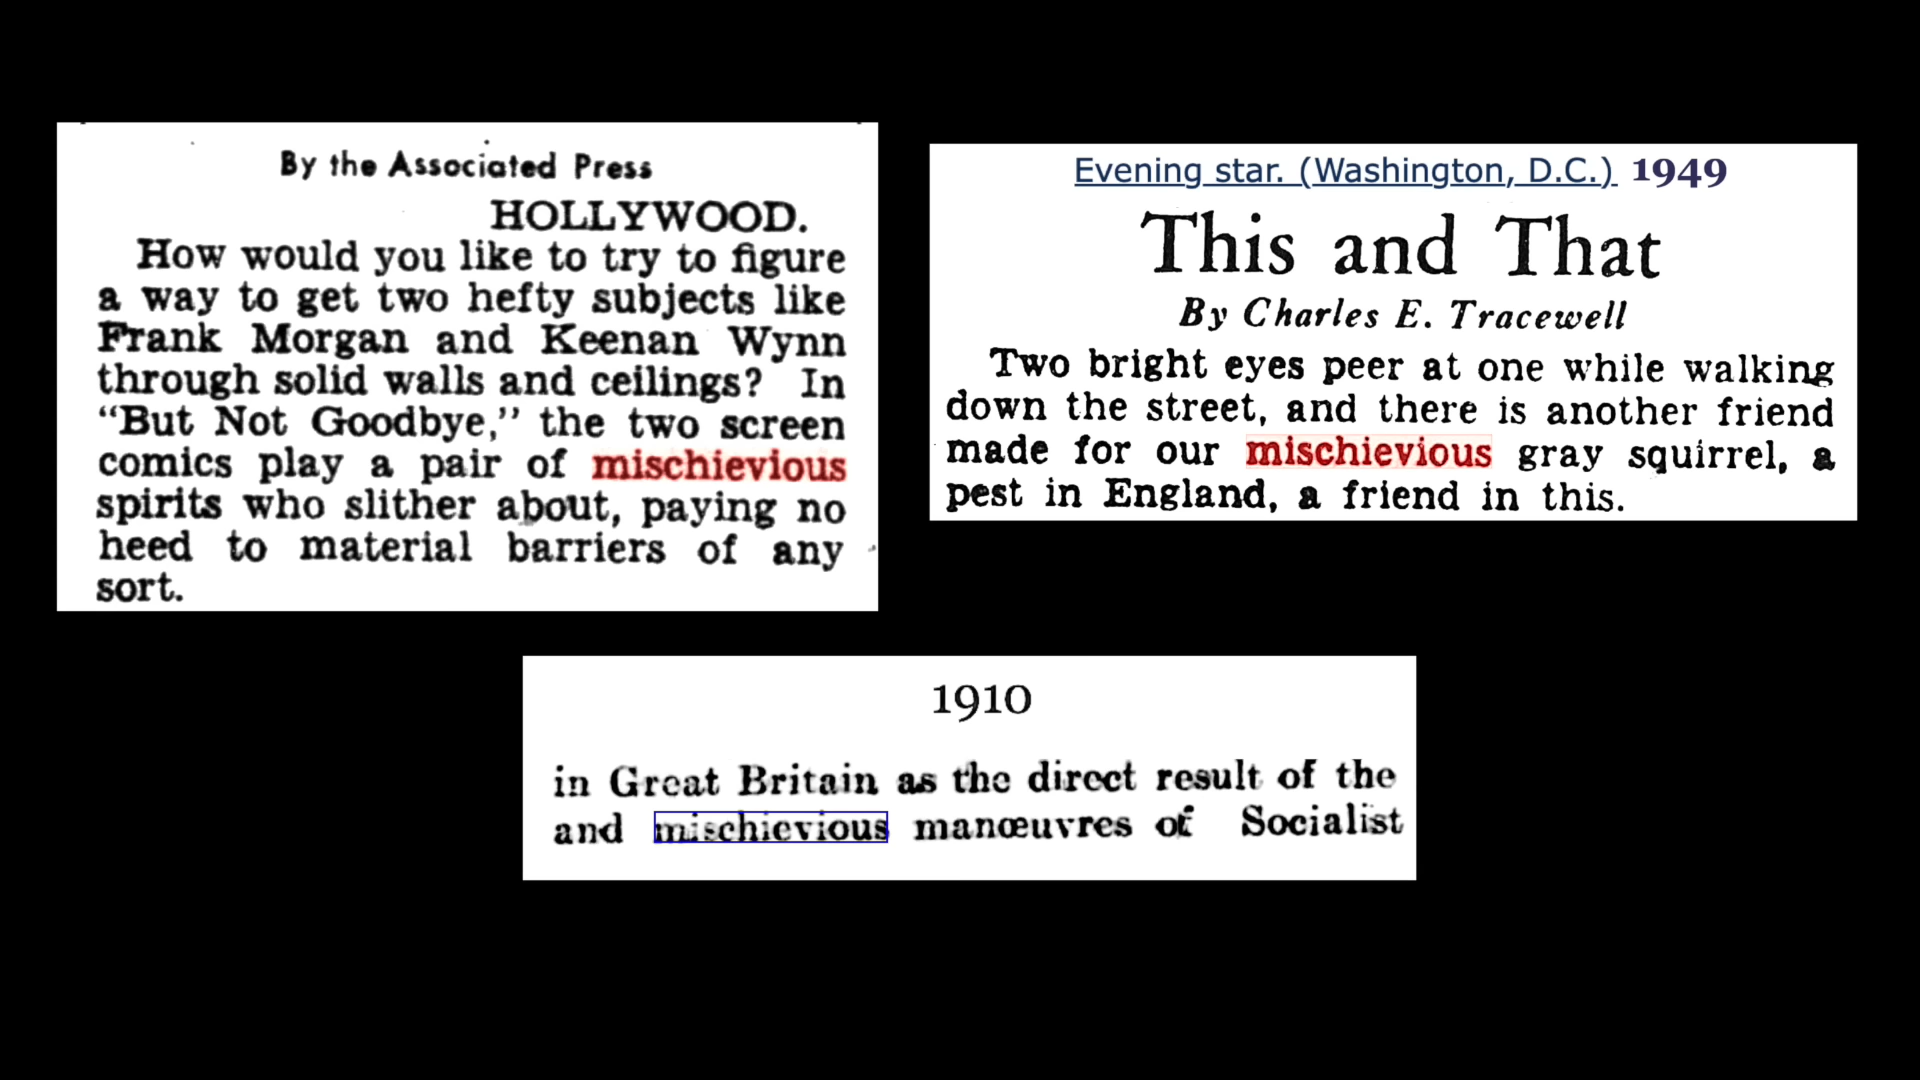 By the Associated Press
HOLLYWOOD.
How would you like to try to figure
a way to get two hefty subjects like
Frank Morgan and Keenan Wynn
through solid walls and ceilings? In
“But Not Goodbye,” the two screen
comics play a pair of mischievious
spirits who slither about, paying no
heed to material barriers of any
sort.
Evening star. (Washington, D.C.) 1949
This and That
By Charles E. Tracewell
Two bright eyes peer at one while walking
down the street, and there is another friend
made for our mischievious gray squirrel, a
pest in England, a friend in this.
1910
in Great Britain as the direct result of the
and mischievious manœuvres of Socialist